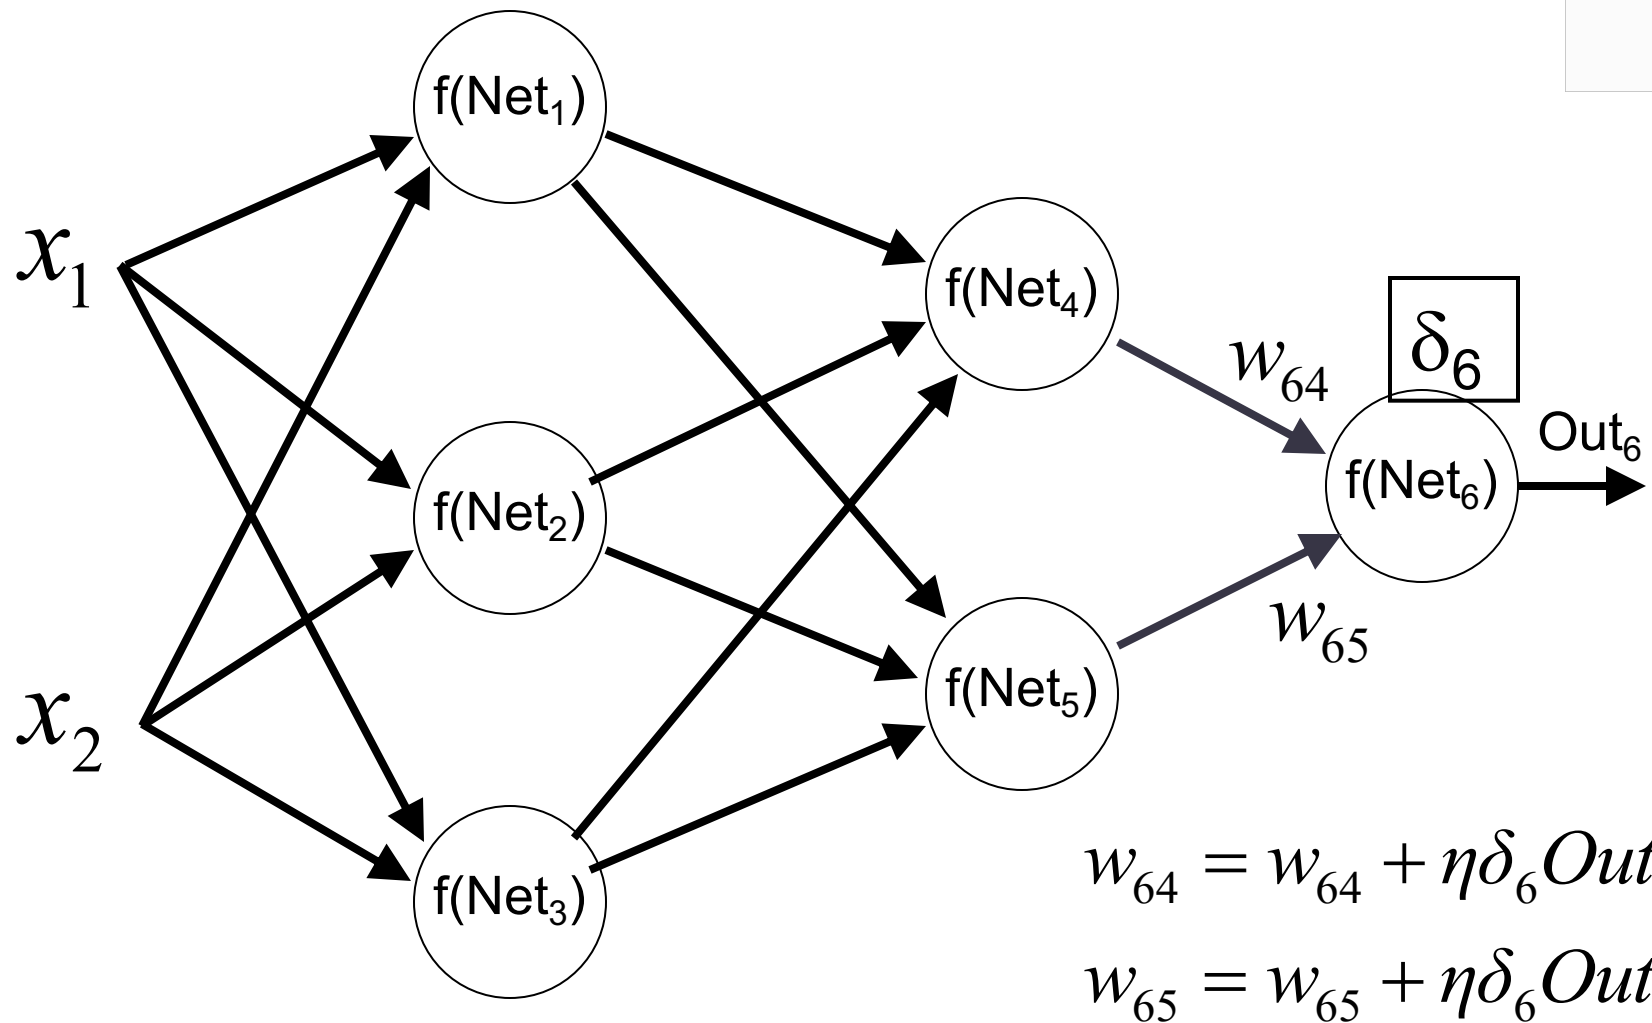 f(Net₁)
x₁
f(Net₄)
w₆₄
δ₆
Out₆
f(Net₆)
f(Net₂)
w₆₅
f(Net₅)
x₂
f(Net₃)
w₆₄ = w₆₄ + ηδ₆Out
w₆₅ = w₆₅ + ηδ₆Out